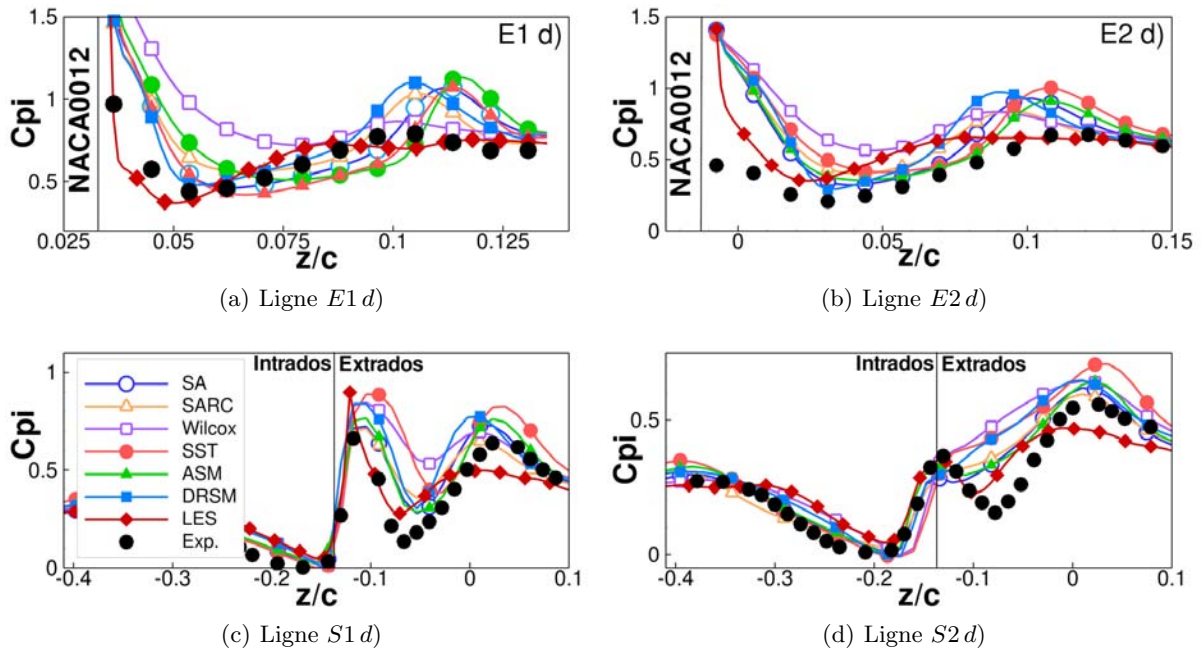 1.5
1
0.5
Cpi
NACA0012
E1 d)
0.025
0.05
0.075
0.1
0.125
z/c
(a) Ligne E1 d)
1.5
1
0.5
0
Cpi
NACA0012
E2 d)
0
0.05
0.1
0.15
z/c
(b) Ligne E2 d)
1
0.5
0
Cpi
Intrados
Extrados
SA
SARC
Wilcox
SST
ASM
DRSM
LES
Exp.
-0.4
-0.3
-0.2
-0.1
0
0.1
z/c
(c) Ligne S1 d)
0.5
0
Cpi
Intrados
Extrados
-0.4
-0.3
-0.2
-0.1
0
0.1
z/c
(d) Ligne S2 d)